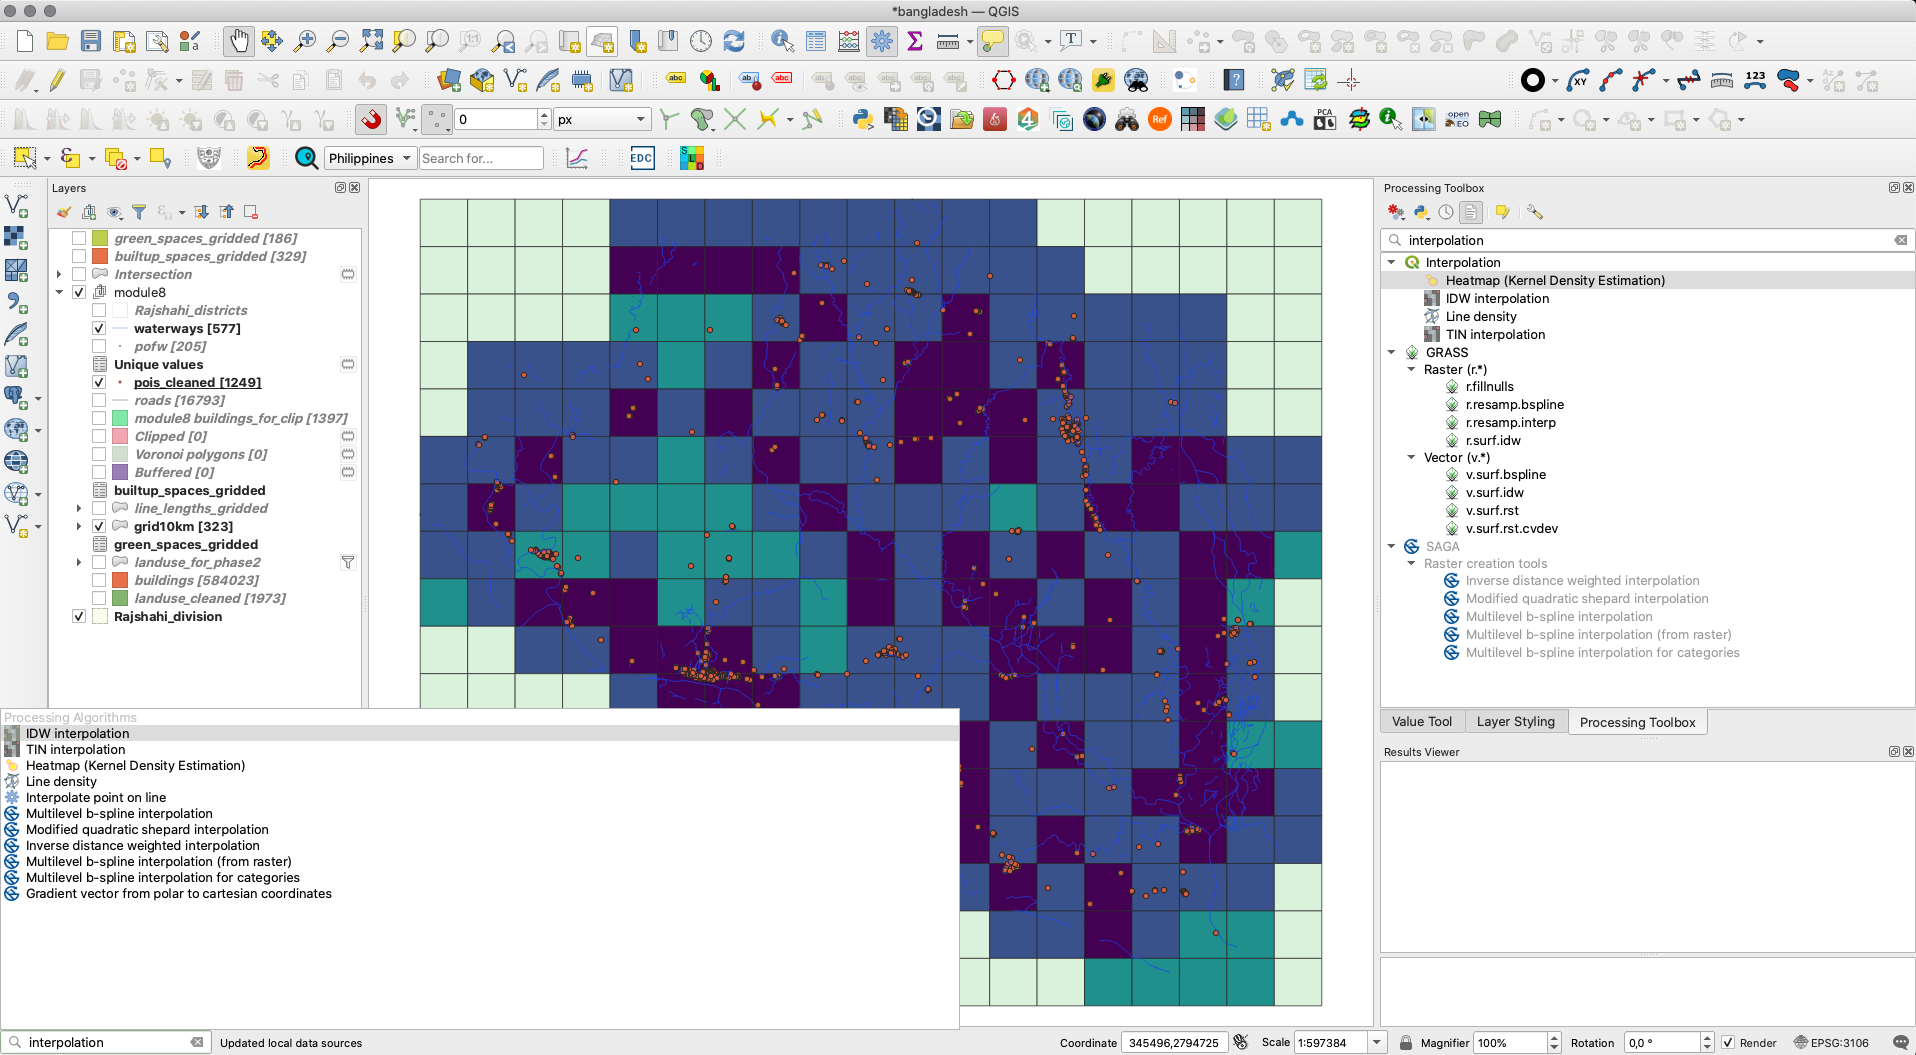 *bangladesh — QGIS
0
px
Philippines
Search for...
EDC
Layers
green_spaces_gridded [186]
builtup_spaces_gridded [329]
Intersection
module8
Rajshahi_districts
waterways [577]
pofw [205]
Unique values
pois_cleaned [1249]
roads [16793]
module8 buildings_for_clip [1397]
Clipped [0]
Voronoi polygons [0]
Buffered [0]
builtup_spaces_gridded
line_lengths_gridded
grid10km [323]
green_spaces_gridded
landuse_for_phase2
buildings [584023]
landuse_cleaned [1973]
Rajshahi_division
Processing Algorithms
IDW interpolation
TIN interpolation
Heatmap (Kernel Density Estimation)
Line density
Interpolate point on line
Multilevel b-spline interpolation
Modified quadratic shepard interpolation
Inverse distance weighted interpolation
Multilevel b-spline interpolation (from raster)
Multilevel b-spline interpolation for categories
Gradient vector from polar to cartesian coordinates
Processing Toolbox
interpolation
Interpolation
Heatmap (Kernel Density Estimation)
IDW interpolation
Line density
TIN interpolation
GRASS
Raster (r.*)
r.fillnulls
r.resamp.bspline
r.resamp.interp
r.surf.idw
Vector (v.*)
v.surf.bspline
v.surf.idw
v.surf.rst
v.surf.rst.cvdev
SAGA
Raster creation tools
Inverse distance weighted interpolation
Modified quadratic shepard interpolation
Multilevel b-spline interpolation
Multilevel b-spline interpolation (from raster)
Multilevel b-spline interpolation for categories
Value Tool
Layer Styling
Processing Toolbox
Results Viewer
interpolation
Updated local data sources
Coordinate
345496,2794725
Scale
1:597384
Magnifier
100%
Rotation
0,0 °
Render
EPSG:3106
abc
abc
ab
abc
123
PCA
Ref
open
EO